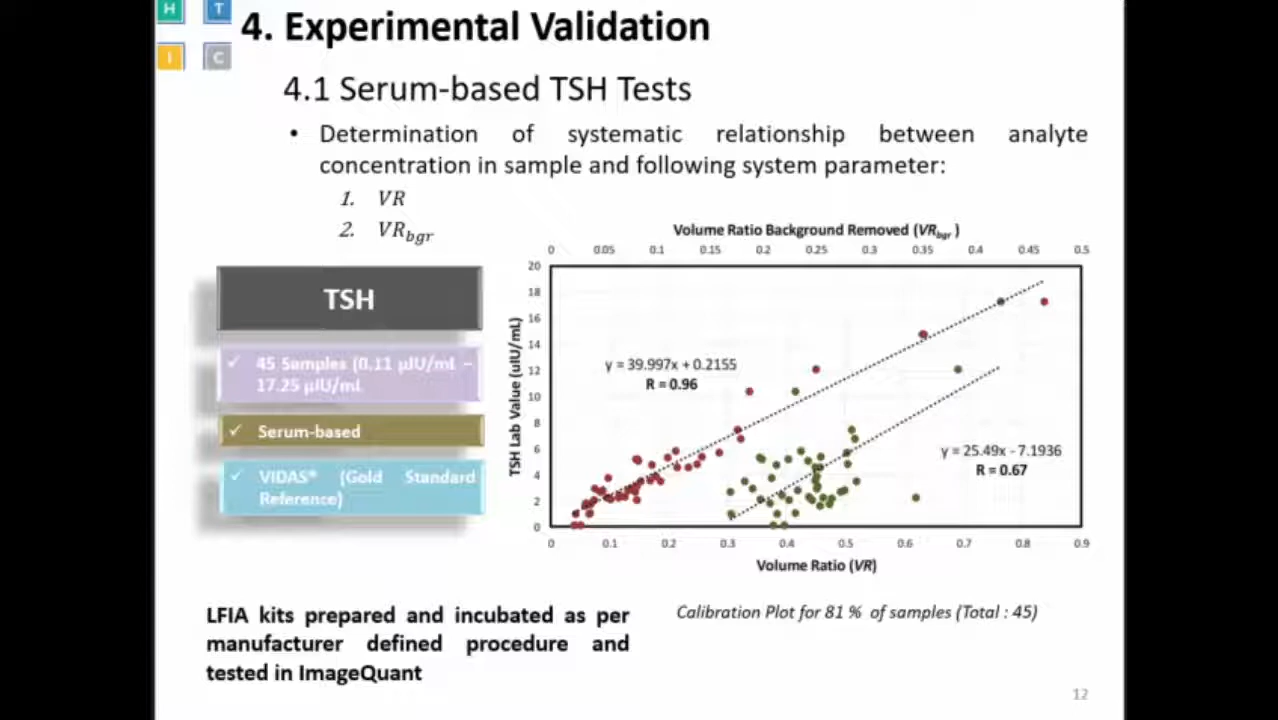 H T
I C
4. Experimental Validation
4.1 Serum-based TSH Tests
• Determination of systematic relationship between analyte
concentration in sample and following system parameter:
1. VR
2. VRbgr
TSH
✓ 45 Samples (0.11 µIU/mL –
17.25 µIU/mL
✓ Serum-based
✓ VIDAS® (Gold Standard
Reference)
LFIA kits prepared and incubated as per
manufacturer defined procedure and
tested in ImageQuant
Volume Ratio Background Removed (VRbgr )
0 0.05 0.1 0.15 0.2 0.25 0.3 0.35 0.4 0.45 0.5
TSH Lab Value (uIU/mL)
20
18
16
14
12
10
8
6
4
2
0
y = 39.997x + 0.2155
R = 0.96
y = 25.49x - 7.1936
R = 0.67
0 0.1 0.2 0.3 0.4 0.5 0.6 0.7 0.8 0.9
Volume Ratio (VR)
Calibration Plot for 81 % of samples (Total : 45)
12